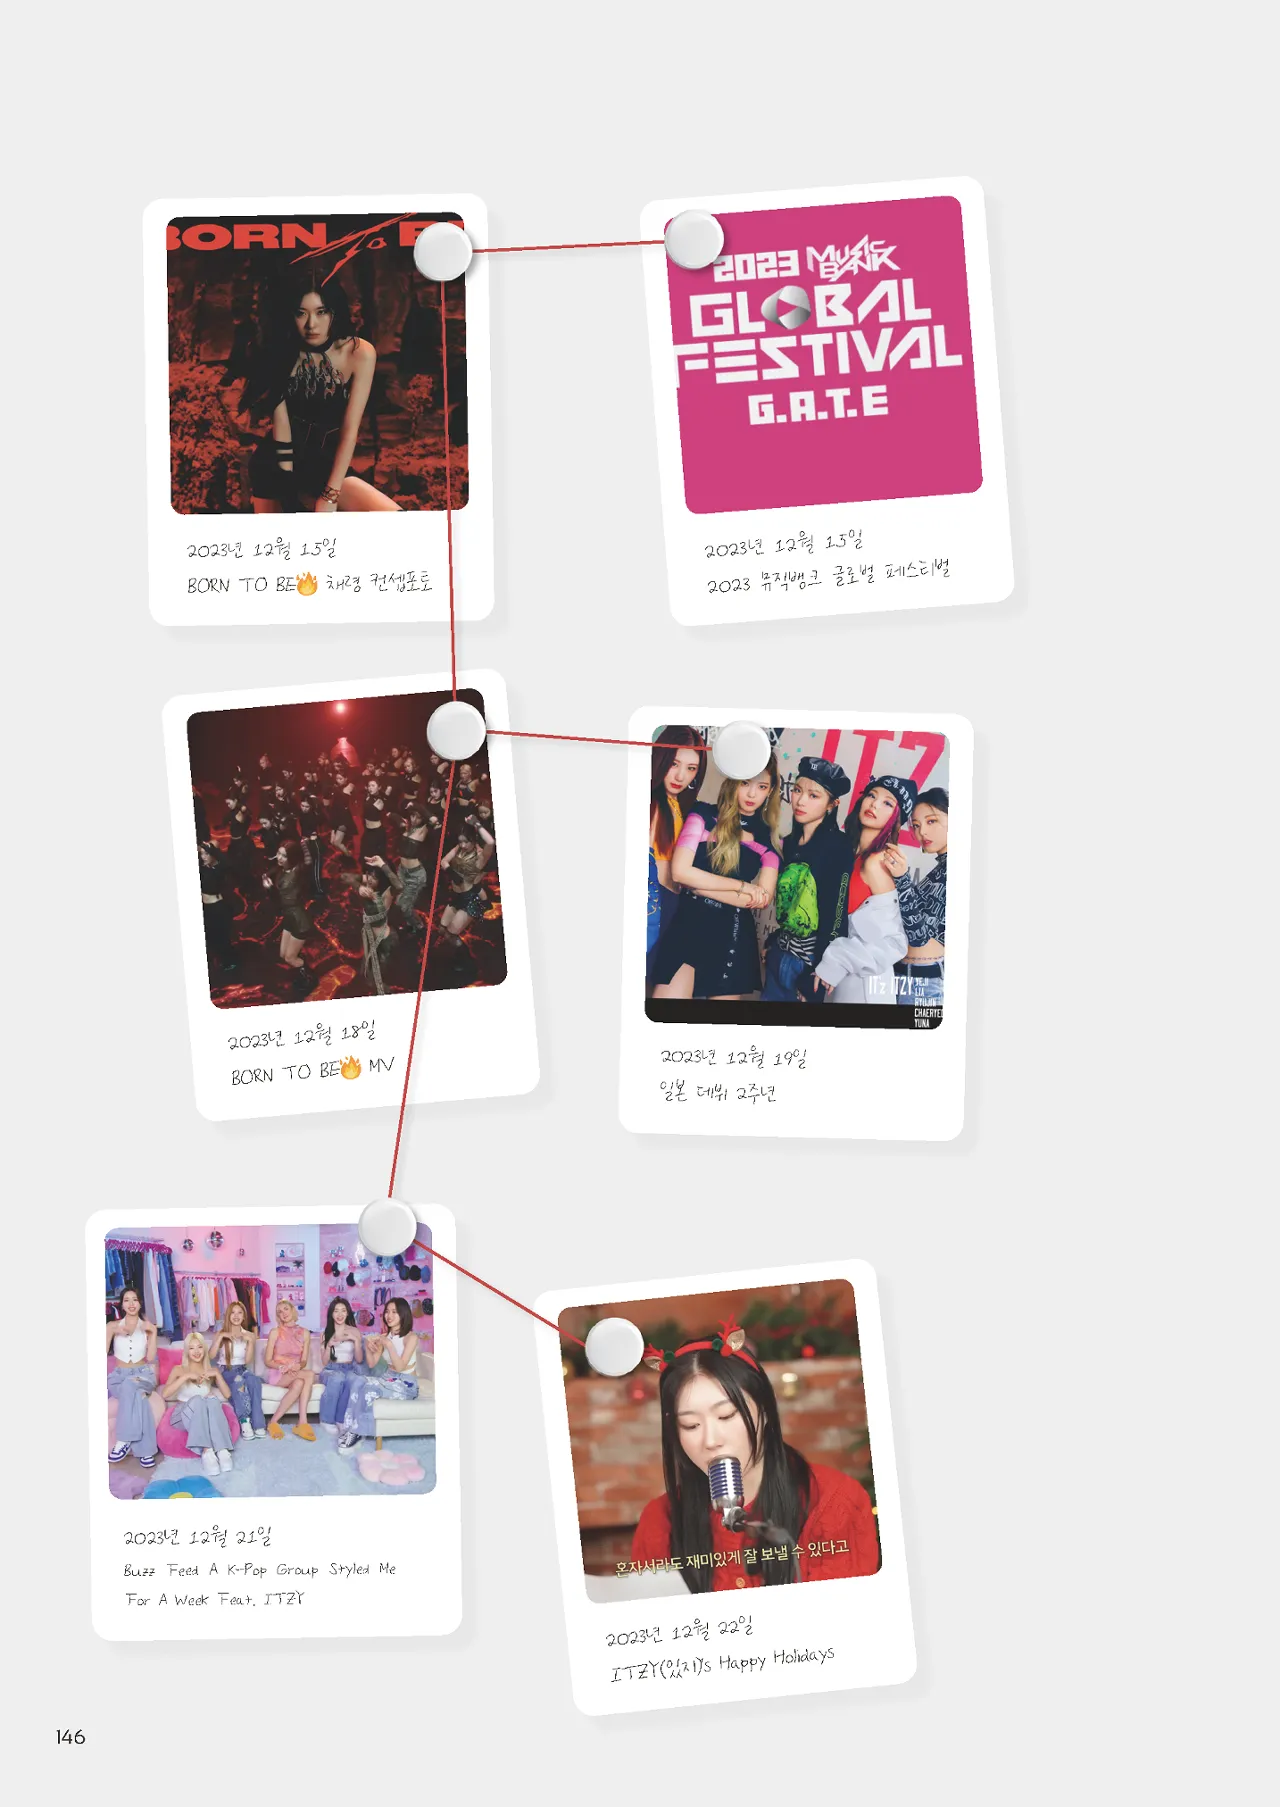 BORN To BE
2023년 12월 15일
BORN TO BE🔥 채령 컨셉포토
2023 MUSIC BANK
GLOBAL
FESTIVAL
G.A.T.E
2023년 12월 15일
2023 뮤직뱅크 글로벌 페스티벌
2023년 12월 18일
BORN TO BE🔥 MV
ITZ
IT'z ITZY
YEJI
LIA
RYUJIN
CHAERYEO
YUNA
2023년 12월 19일
일본 데뷔 2주년
2023년 12월 21일
Buzz Feed A K-Pop Group Styled Me
For A Week Feat. ITZY
혼자서라도 재미있게 잘 보낼 수 있다고
2023년 12월 22일
ITZY(있지)'s Happy Holidays
146